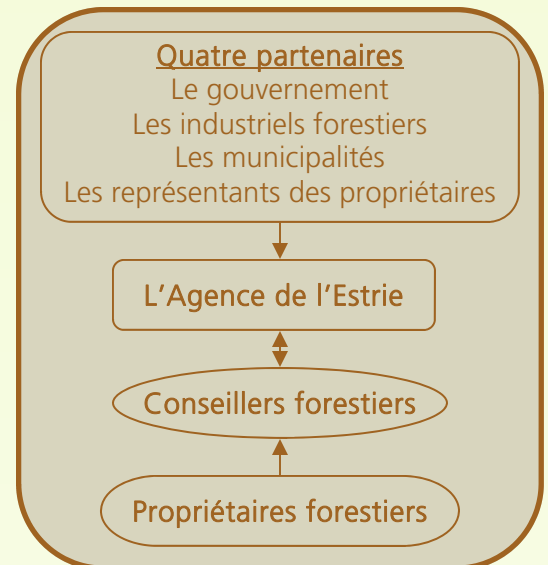 Quatre partenaires
Le gouvernement
Les industriels forestiers
Les municipalités
Les représentants des propriétaires
L'Agence de l'Estrie
Conseillers forestiers
Propriétaires forestiers